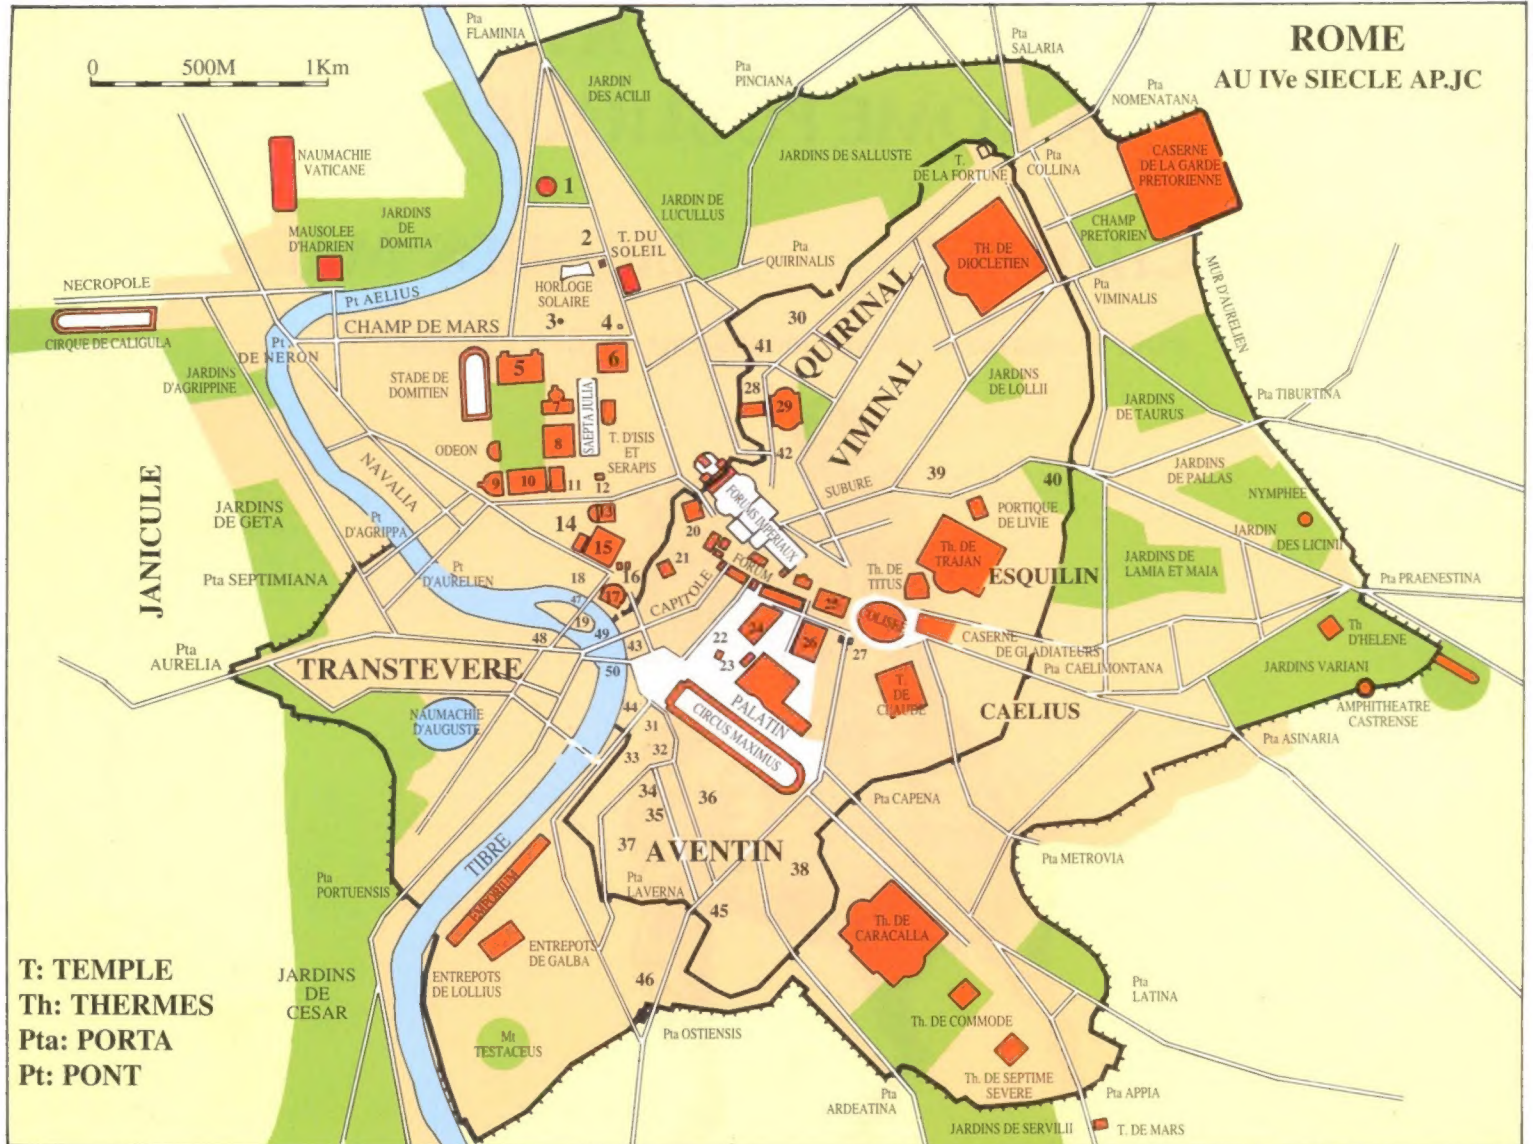 ROME
AU IVe SIECLE AP.JC
0 500M 1Km
Pta
FLAMINIA
Pta
PINCIANA
Pta
SALARIA
Pta
NOMENATANA
JARDIN
DES ACILII
JARDINS DE SALLUSTE
T.
DE LA FORTUNE
Pta
COLLINA
CASERNE
DE LA GARDE
PRETORIENNE
NAUMACHIE
VATICANE
1
JARDIN DE
LUCULLUS
CHAMP
PRETORIEN
JARDINS
DE
DOMITIA
MAUSOLEE
D'HADRIEN
2
T. DU
SOLEIL
Pta
QUIRINALIS
TH. DE
DIOCLETIEN
MUR D'AURELIEN
NECROPOLE
Pt AELIUS
HORLOGE
SOLAIRE
Pta
VIMINALIS
CHAMP DE MARS
3
4
30
QUIRINAL
CIRQUE DE CALIGULA
Pt
DE NERON
41
JARDINS
D'AGRIPPINE
STADE DE
DOMITIEN
5
6
28
29
VIMINAL
JARDINS
DE LOLLII
JARDINS
DE TAURUS
Pta TIBURTINA
7
SAEPTA JULIA
8
ODEON
T. D'ISIS
ET
SERAPIS
42
JANICULE
NAVALIA
9
10
11
12
SUBURE
39
40
JARDINS
DE PALLAS
NYMPHEE
JARDINS
DE GETA
Pt
D'AGRIPPA
14
13
20
FORUMS IMPERIAUX
PORTIQUE
DE LIVIE
JARDIN
DES LICINII
15
21
FORUM
Th. DE
TRAJAN
JARDINS DE
LAMIA ET MAIA
Pta SEPTIMIANA
Pt
D'AURELIEN
18
16
CAPITOLE
Th. DE
TITUS
ESQUILIN
Pta PRAENESTINA
47
17
19
24
25
COLISEE
48
49
43
22
23
26
27
CASERNE
DE GLADIATEURS
Pta CAELIMONTANA
Th
D'HELENE
Pta
AURELIA
TRANSTEVERE
50
JARDINS VARIANI
PALATIN
T.
DE
CLAUDE
CAELIUS
AMPHITHEATRE
CASTRENSE
NAUMACHIE
D'AUGUSTE
44
CIRCUS MAXIMUS
31
32
33
Pta ASINARIA
34
36
35
Pta CAPENA
37
AVENTIN
TIBRE
38
Pta METROVIA
Pta
PORTUENSIS
EMPORIUM
Pta
LAVERNA
45
Th. DE
CARACALLA
ENTREPOTS
DE GALBA
ENTREPOTS
DE LOLLIUS
46
JARDINS
DE
CESAR
Pta
LATINA
Th. DE COMMODE
Mt
TESTACEUS
Pta OSTIENSIS
Th. DE SEPTIME
SEVERE
Pta
ARDEATINA
Pta APPIA
JARDINS DE SERVILII
T. DE MARS
T: TEMPLE
Th: THERMES
Pta: PORTA
Pt: PONT